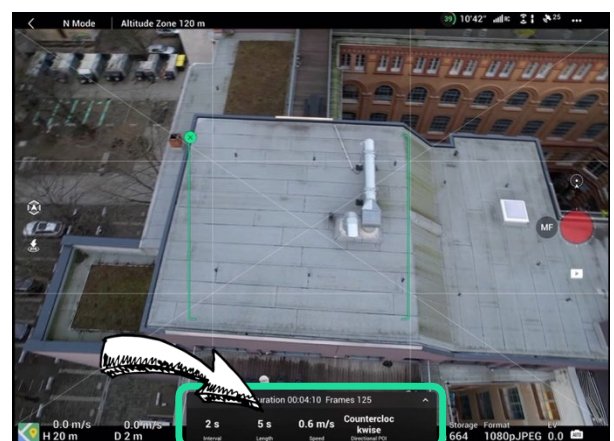 N Mode Altitude Zone 120 m 39 10'42" RC 25
MF
uration 00:04:10 Frames 125
2 s 5 s 0.6 m/s Countercloc
kwise
Interval Length Speed Directional POI
0.0 m/s 0.0 m/s Storage Format EV
H 20 m D 2 m 664 1080pJPEG 0.0